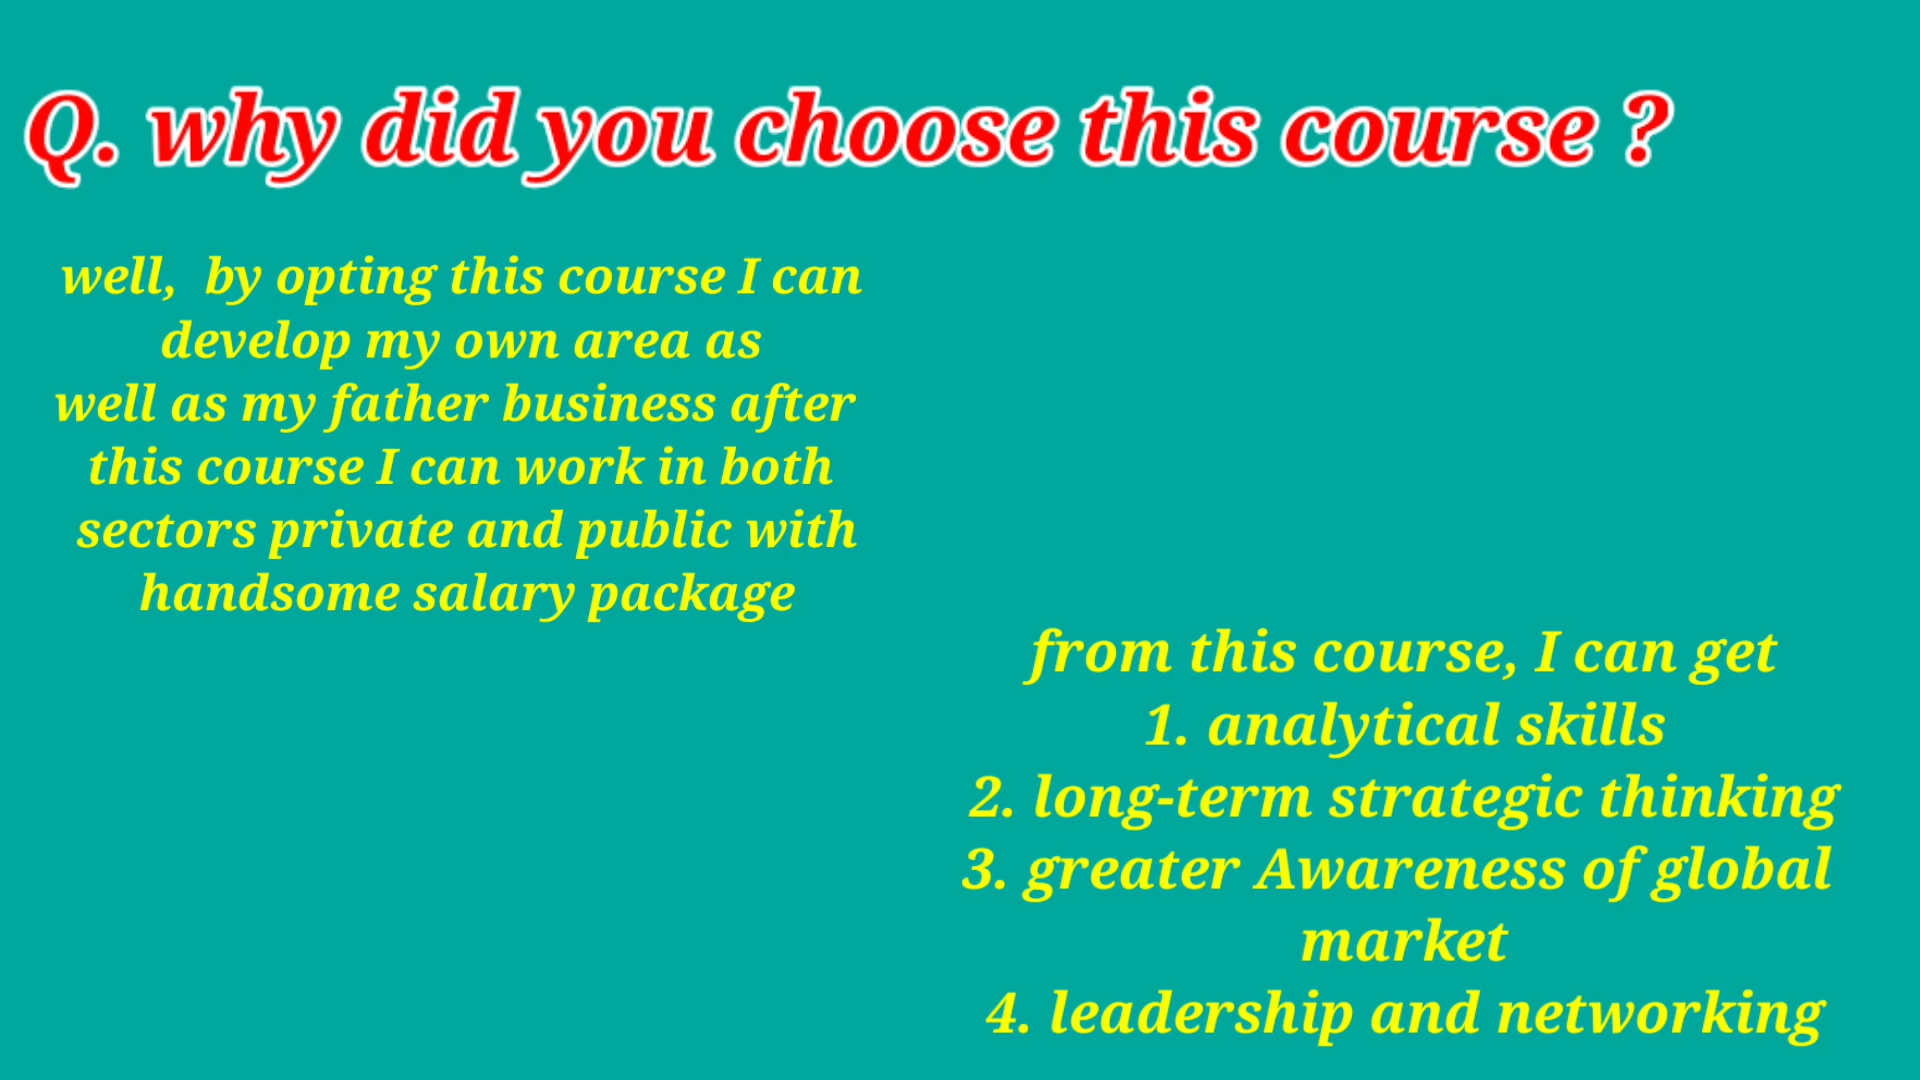 Q. why did you choose this course ?
well, by opting this course I can
develop my own area as
well as my father business after
this course I can work in both
sectors private and public with
handsome salary package
from this course, I can get
1. analytical skills
2. long-term strategic thinking
3. greater Awareness of global
market
4. leadership and networking